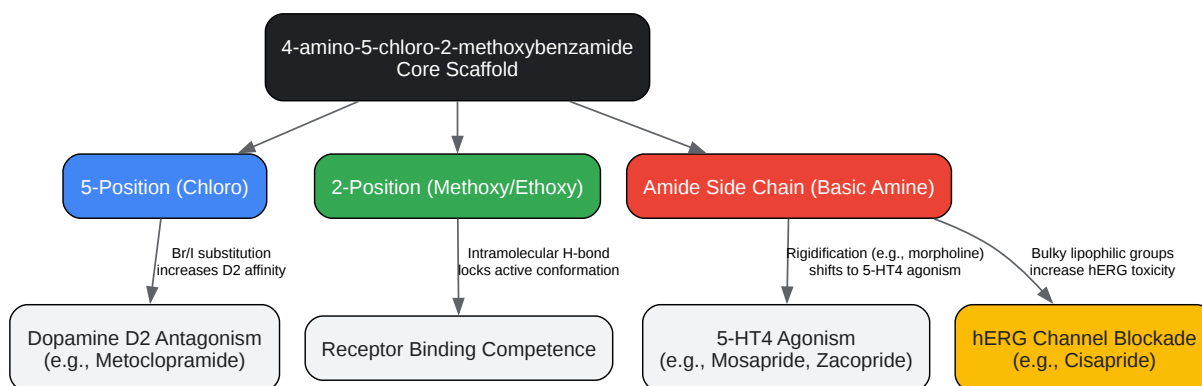 4-amino-5-chloro-2-methoxybenzamide
Core Scaffold
5-Position (Chloro)
2-Position (Methoxy/Ethoxy)
Amide Side Chain (Basic Amine)
Br/I substitution
increases D2 affinity
Intramolecular H-bond
locks active conformation
Rigidification (e.g., morpholine)
shifts to 5-HT4 agonism
Bulky lipophilic groups
increase hERG toxicity
Dopamine D2 Antagonism
(e.g., Metoclopramide)
Receptor Binding Competence
5-HT4 Agonism
(e.g., Mosapride, Zacopride)
hERG Channel Blockade
(e.g., Cisapride)